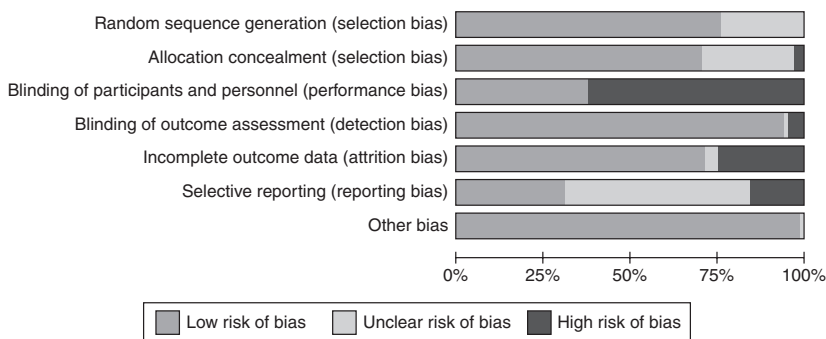 Random sequence generation (selection bias)
Allocation concealment (selection bias)
Blinding of participants and personnel (performance bias)
Blinding of outcome assessment (detection bias)
Incomplete outcome data (attrition bias)
Selective reporting (reporting bias)
Other bias
0% 25% 50% 75% 100%
Low risk of bias Unclear risk of bias High risk of bias